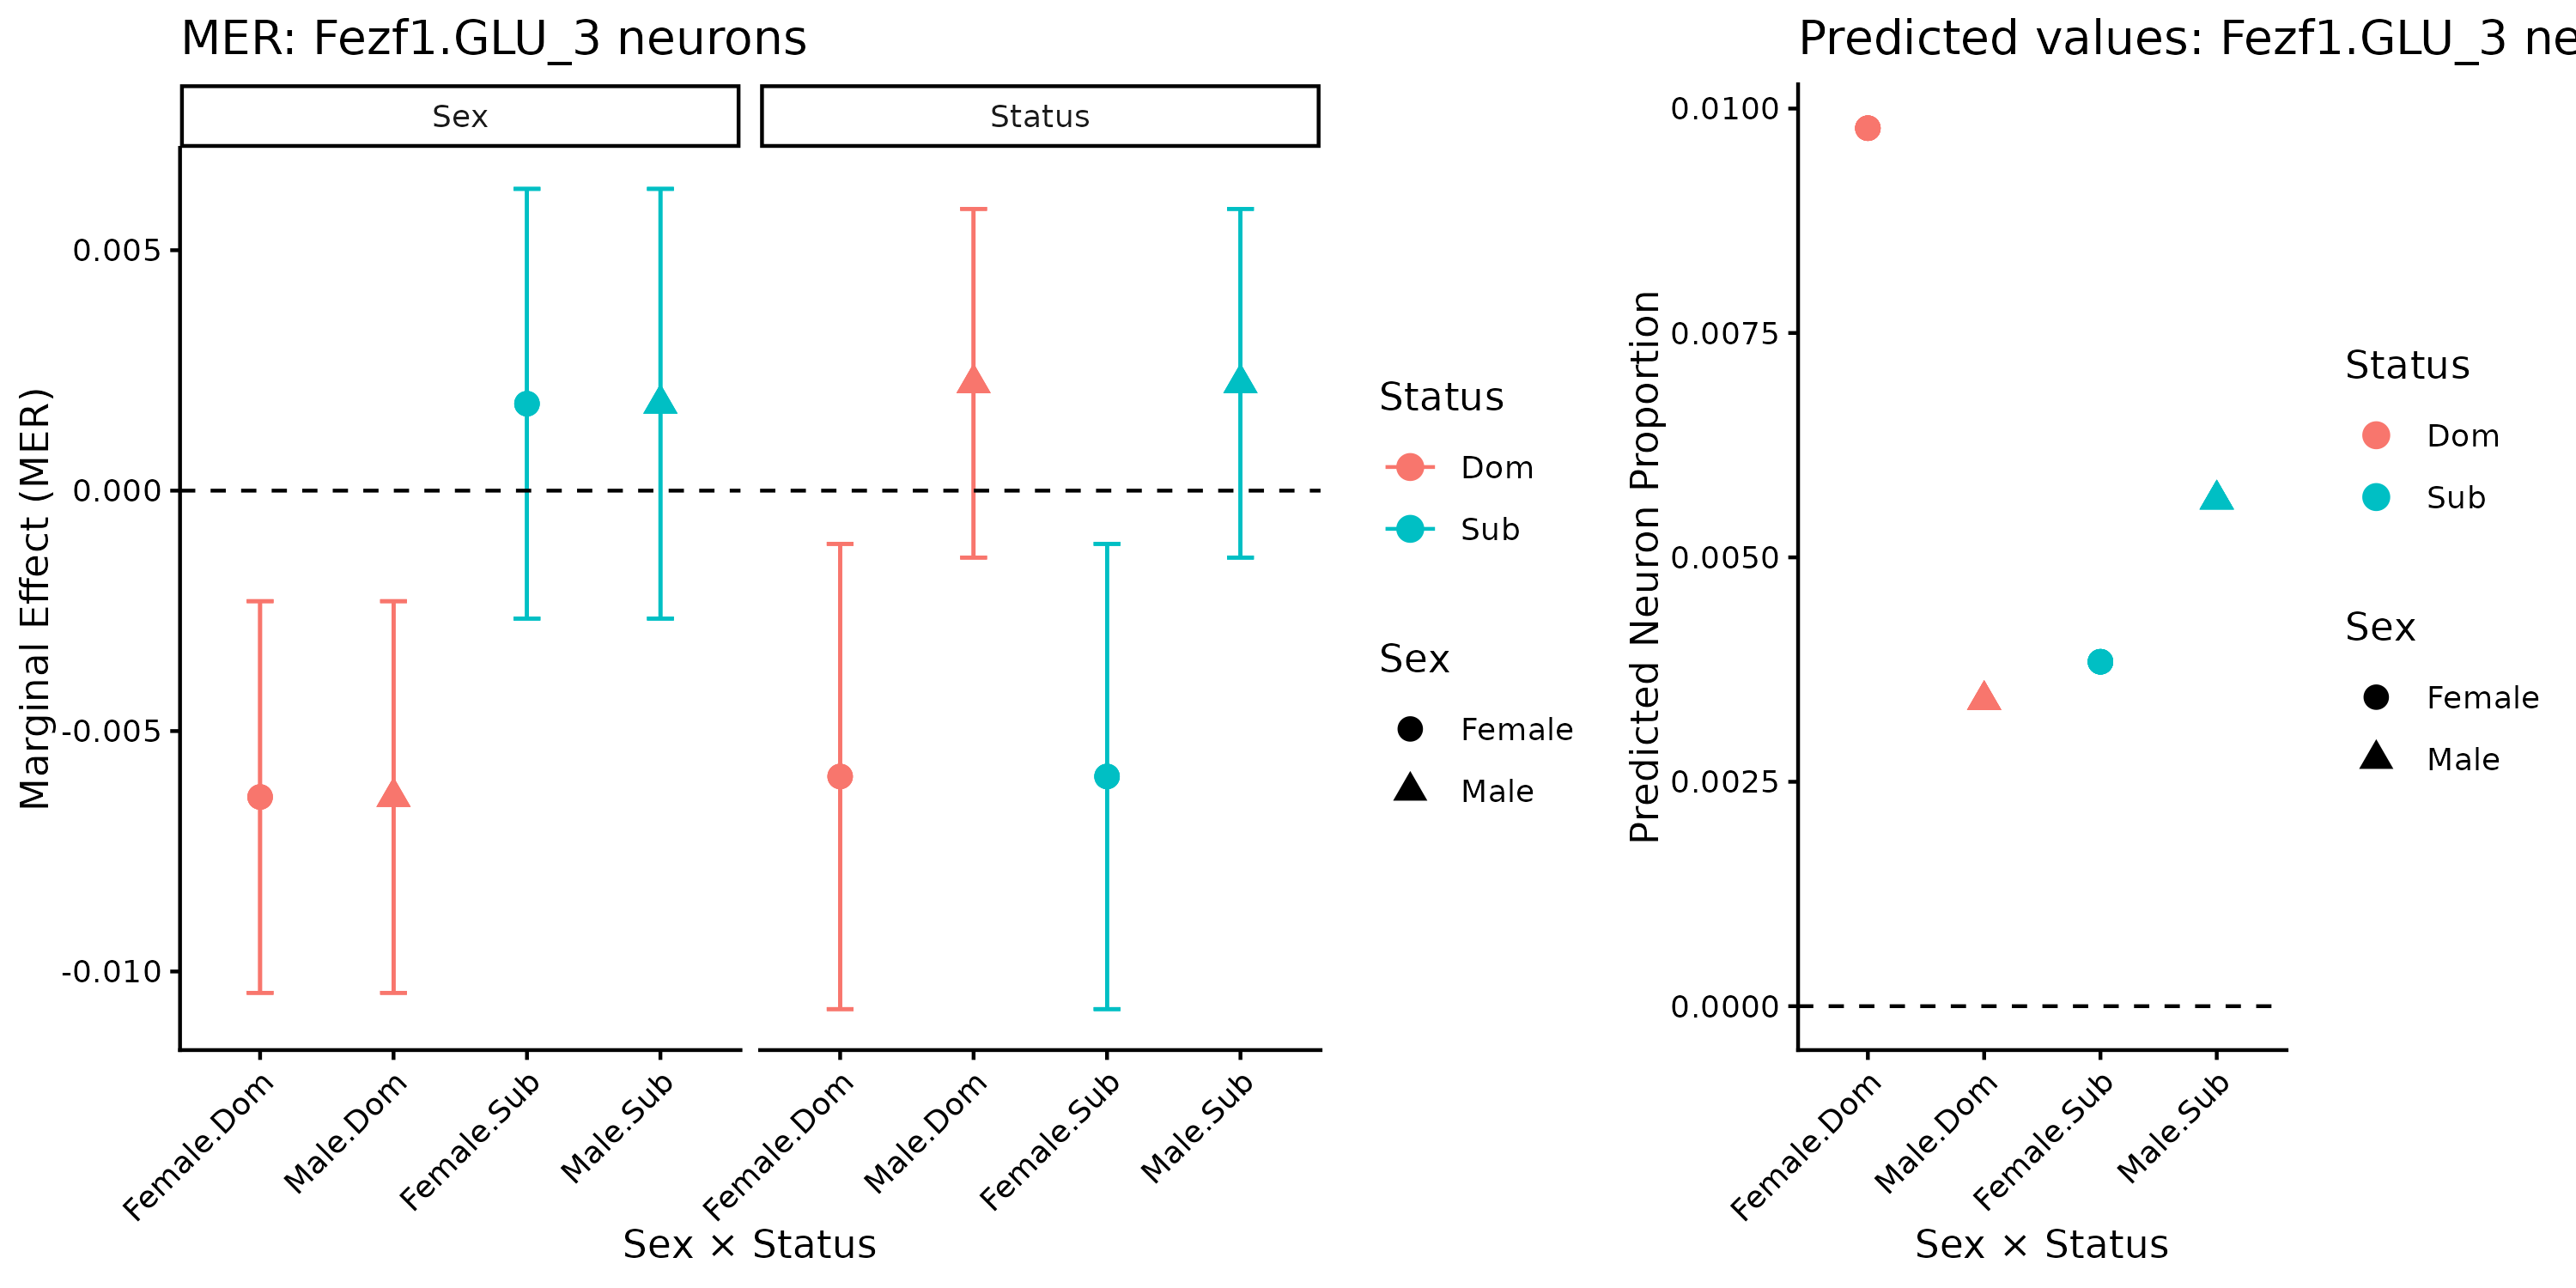 MER: Fezf1.GLU_3 neurons
Sex
Status
Marginal Effect (MER)
0.005
0.000
-0.005
-0.010
Female.Dom
Male.Dom
Female.Sub
Male.Sub
Female.Dom
Male.Dom
Female.Sub
Male.Sub
Sex × Status
Status
Dom
Sub
Sex
Female
Male
Predicted values: Fezf1.GLU_3 ne
Predicted Neuron Proportion
0.0100
0.0075
0.0050
0.0025
0.0000
Female.Dom
Male.Dom
Female.Sub
Male.Sub
Sex × Status
Status
Dom
Sub
Sex
Female
Male